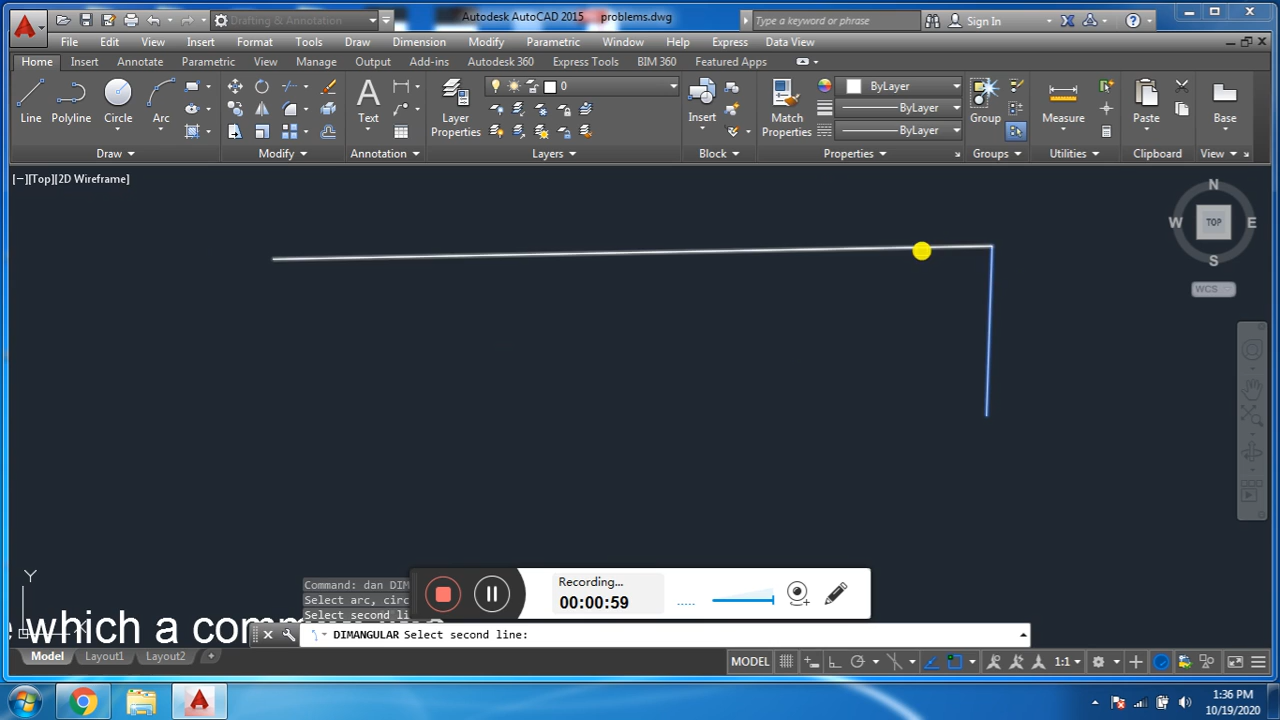 Drafting & Annotation
Autodesk AutoCAD 2015 problems.dwg
Type a keyword or phrase
Sign In
File Edit View Insert Format Tools Draw Dimension Modify Parametric Window Help Express Data View
Home Insert Annotate Parametric View Manage Output Add-ins Autodesk 360 Express Tools BIM 360 Featured Apps
Line
Polyline
Circle
Arc
Text
Layer
Properties
0
Insert
Match
Properties
ByLayer
ByLayer
ByLayer
Group
Measure
Paste
Base
Draw Modify Annotation Layers Block Properties Groups Utilities Clipboard View
[−][Top][2D Wireframe]
N
W
TOP
E
S
WCS
Y
Command: dan DIM
Select arc, circ
Select second li
Recording...
00:00:59
e which a comm
DIMANGULAR Select second line:
Model Layout1 Layout2 +
MODEL
1:1
1:36 PM
10/19/2020